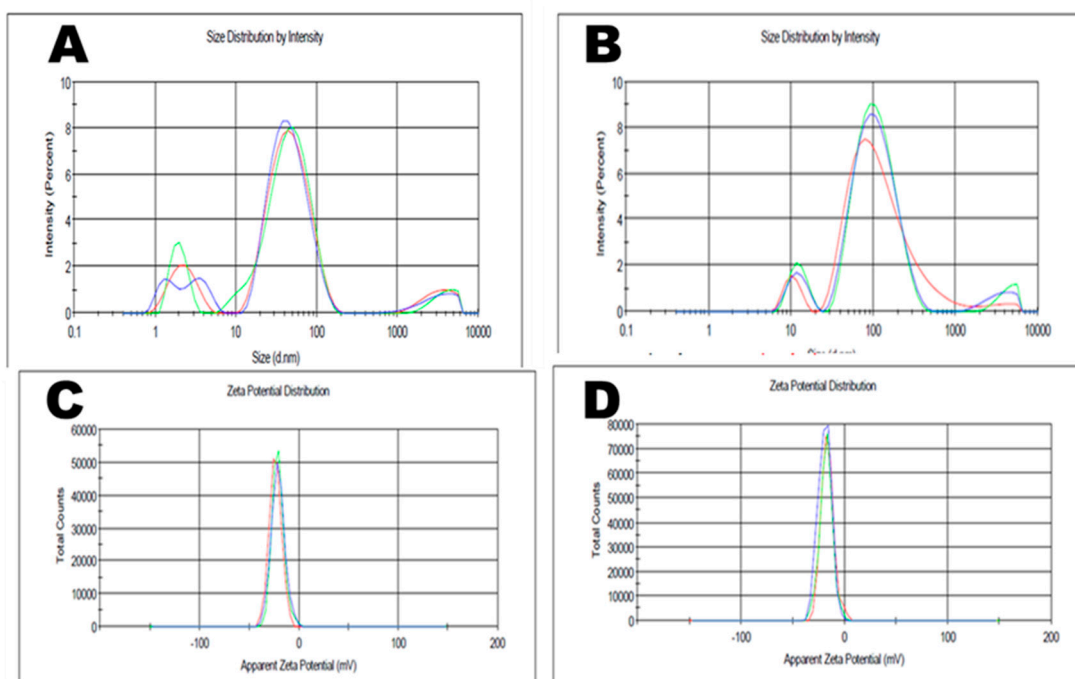 A
Size Distribution by Intensity
Intensity (Percent)
10
8
6
4
2
0
0.1 1 10 100 1000 10000
Size (d.nm)
B
Size Distribution by Intensity
Intensity (Percent)
10
8
6
4
2
0
0.1 1 10 100 1000 10000
C
Zeta Potential Distribution
Total Counts
60000
50000
40000
30000
20000
10000
0
-100 0 100 200
Apparent Zeta Potential (mV)
D
Zeta Potential Distribution
Total Counts
80000
70000
60000
50000
40000
30000
20000
10000
0
-100 0 100 200
Apparent Zeta Potential (mV)